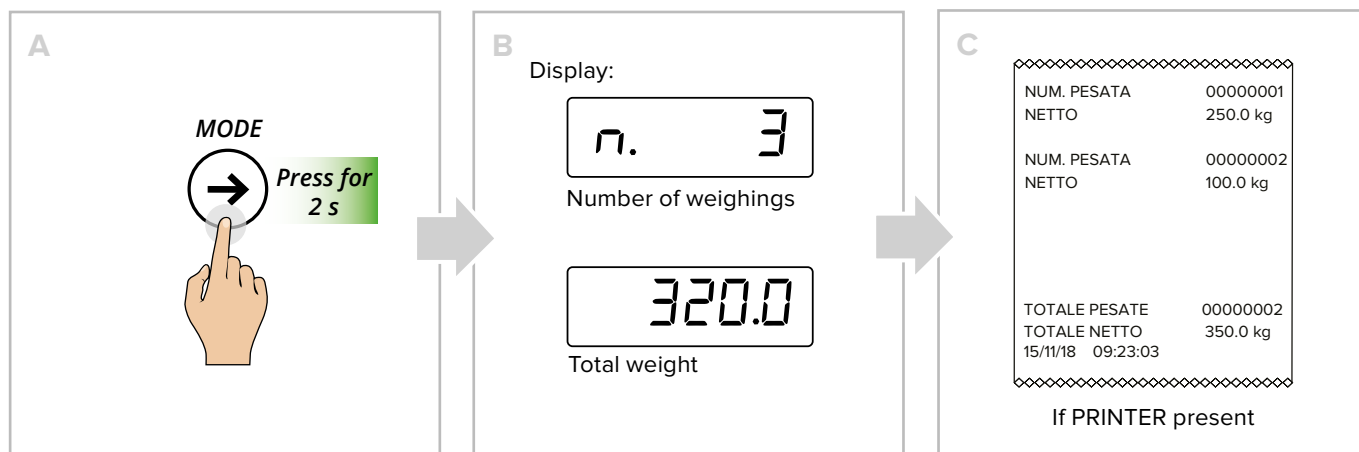 A
MODE
Press for
2 s
B
Display:
n. 3
Number of weighings
320.0
Total weight
C
NUM. PESATA 00000001
NETTO 250.0 kg
NUM. PESATA 00000002
NETTO 100.0 kg
TOTALE PESATE 00000002
TOTALE NETTO 350.0 kg
15/11/18 09:23:03
If PRINTER present